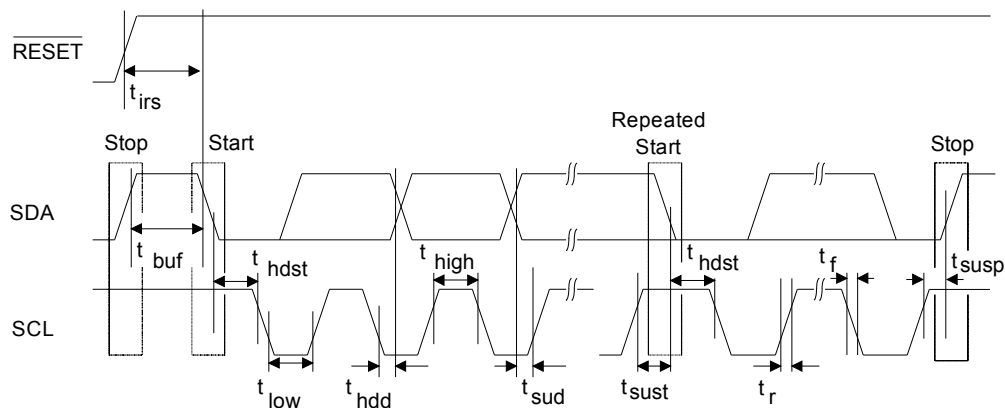 RESET
t irs
Stop Start Repeated Start Stop
SDA
t buf
t hdst t high t hdst t f t susp
SCL
t low t hdd t sud t sust t r